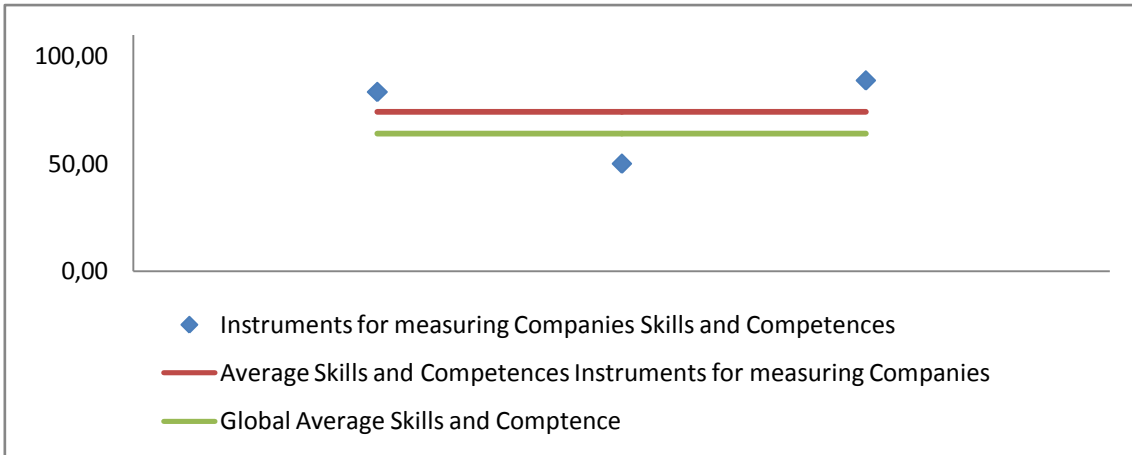 100,00
50,00
0,00
Instruments for measuring Companies Skills and Competences
Average Skills and Competences Instruments for measuring Companies
Global Average Skills and Comptence